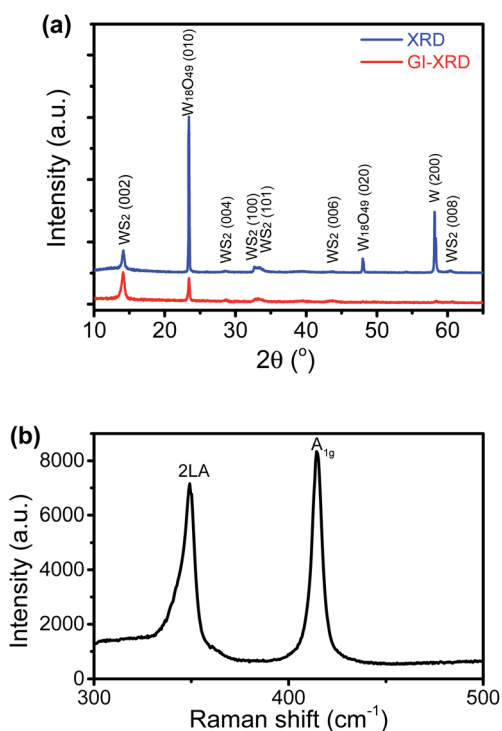 (a)
XRD
GI-XRD
WS2 (002)
W18O49 (010)
WS2 (004)
WS2 (100)
WS2 (101)
WS2 (006)
W18O49 (020)
W (200)
WS2 (008)
Intensity (a.u.)
10 20 30 40 50 60
2θ (°)
(b)
2LA
A1g
8000
6000
4000
2000
0
Intensity (a.u.)
300 400 500
Raman shift (cm-1)